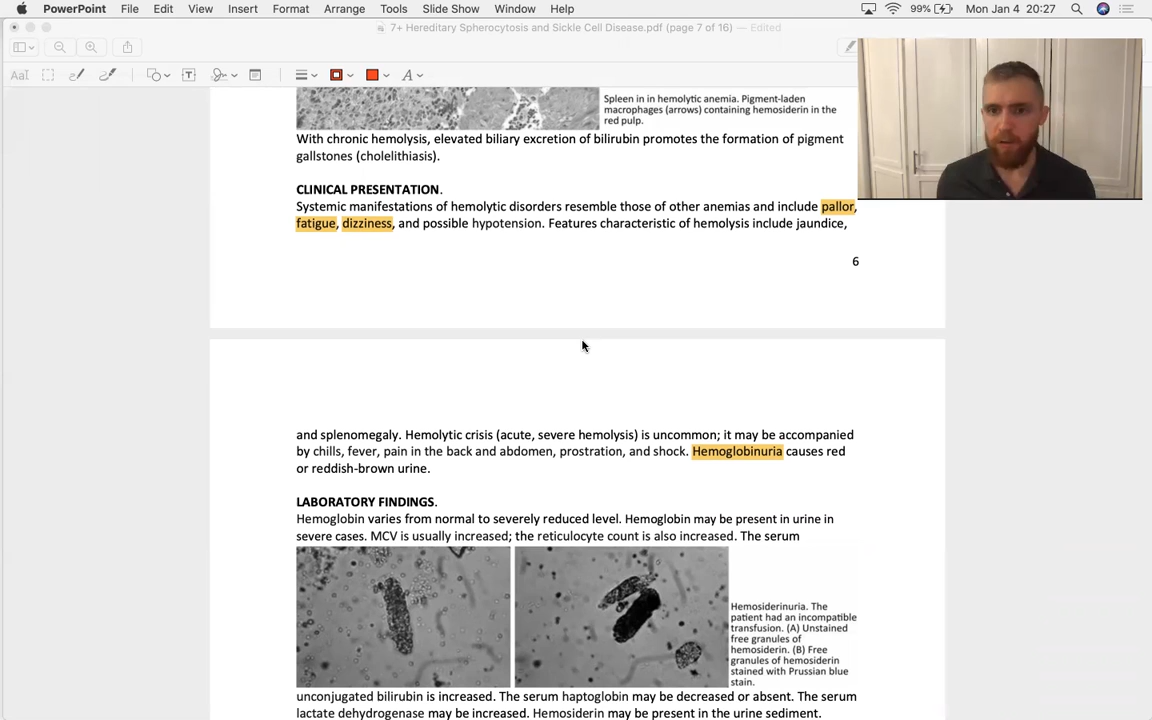 PowerPoint File Edit View Insert Format Arrange Tools Slide Show Window Help 99% Mon Jan 4 20:27
7+ Hereditary Spherocytosis and Sickle Cell Disease.pdf (page 7 of 16) — Edited
Spleen in in hemolytic anemia. Pigment-laden
macrophages (arrows) containing hemosiderin in the
red pulp.
With chronic hemolysis, elevated biliary excretion of bilirubin promotes the formation of pigment
gallstones (cholelithiasis).
CLINICAL PRESENTATION.
Systemic manifestations of hemolytic disorders resemble those of other anemias and include pallor,
fatigue, dizziness, and possible hypotension. Features characteristic of hemolysis include jaundice,
6
and splenomegaly. Hemolytic crisis (acute, severe hemolysis) is uncommon; it may be accompanied
by chills, fever, pain in the back and abdomen, prostration, and shock. Hemoglobinuria causes red
or reddish-brown urine.
LABORATORY FINDINGS.
Hemoglobin varies from normal to severely reduced level. Hemoglobin may be present in urine in
severe cases. MCV is usually increased; the reticulocyte count is also increased. The serum
Hemosiderinuria. The
patient had an incompatible
transfusion. (A) Unstained
free granules of
hemosiderin. (B) Free
granules of hemosiderin
stained with Prussian blue
stain.
unconjugated bilirubin is increased. The serum haptoglobin may be decreased or absent. The serum
lactate dehydrogenase may be increased. Hemosiderin may be present in the urine sediment.